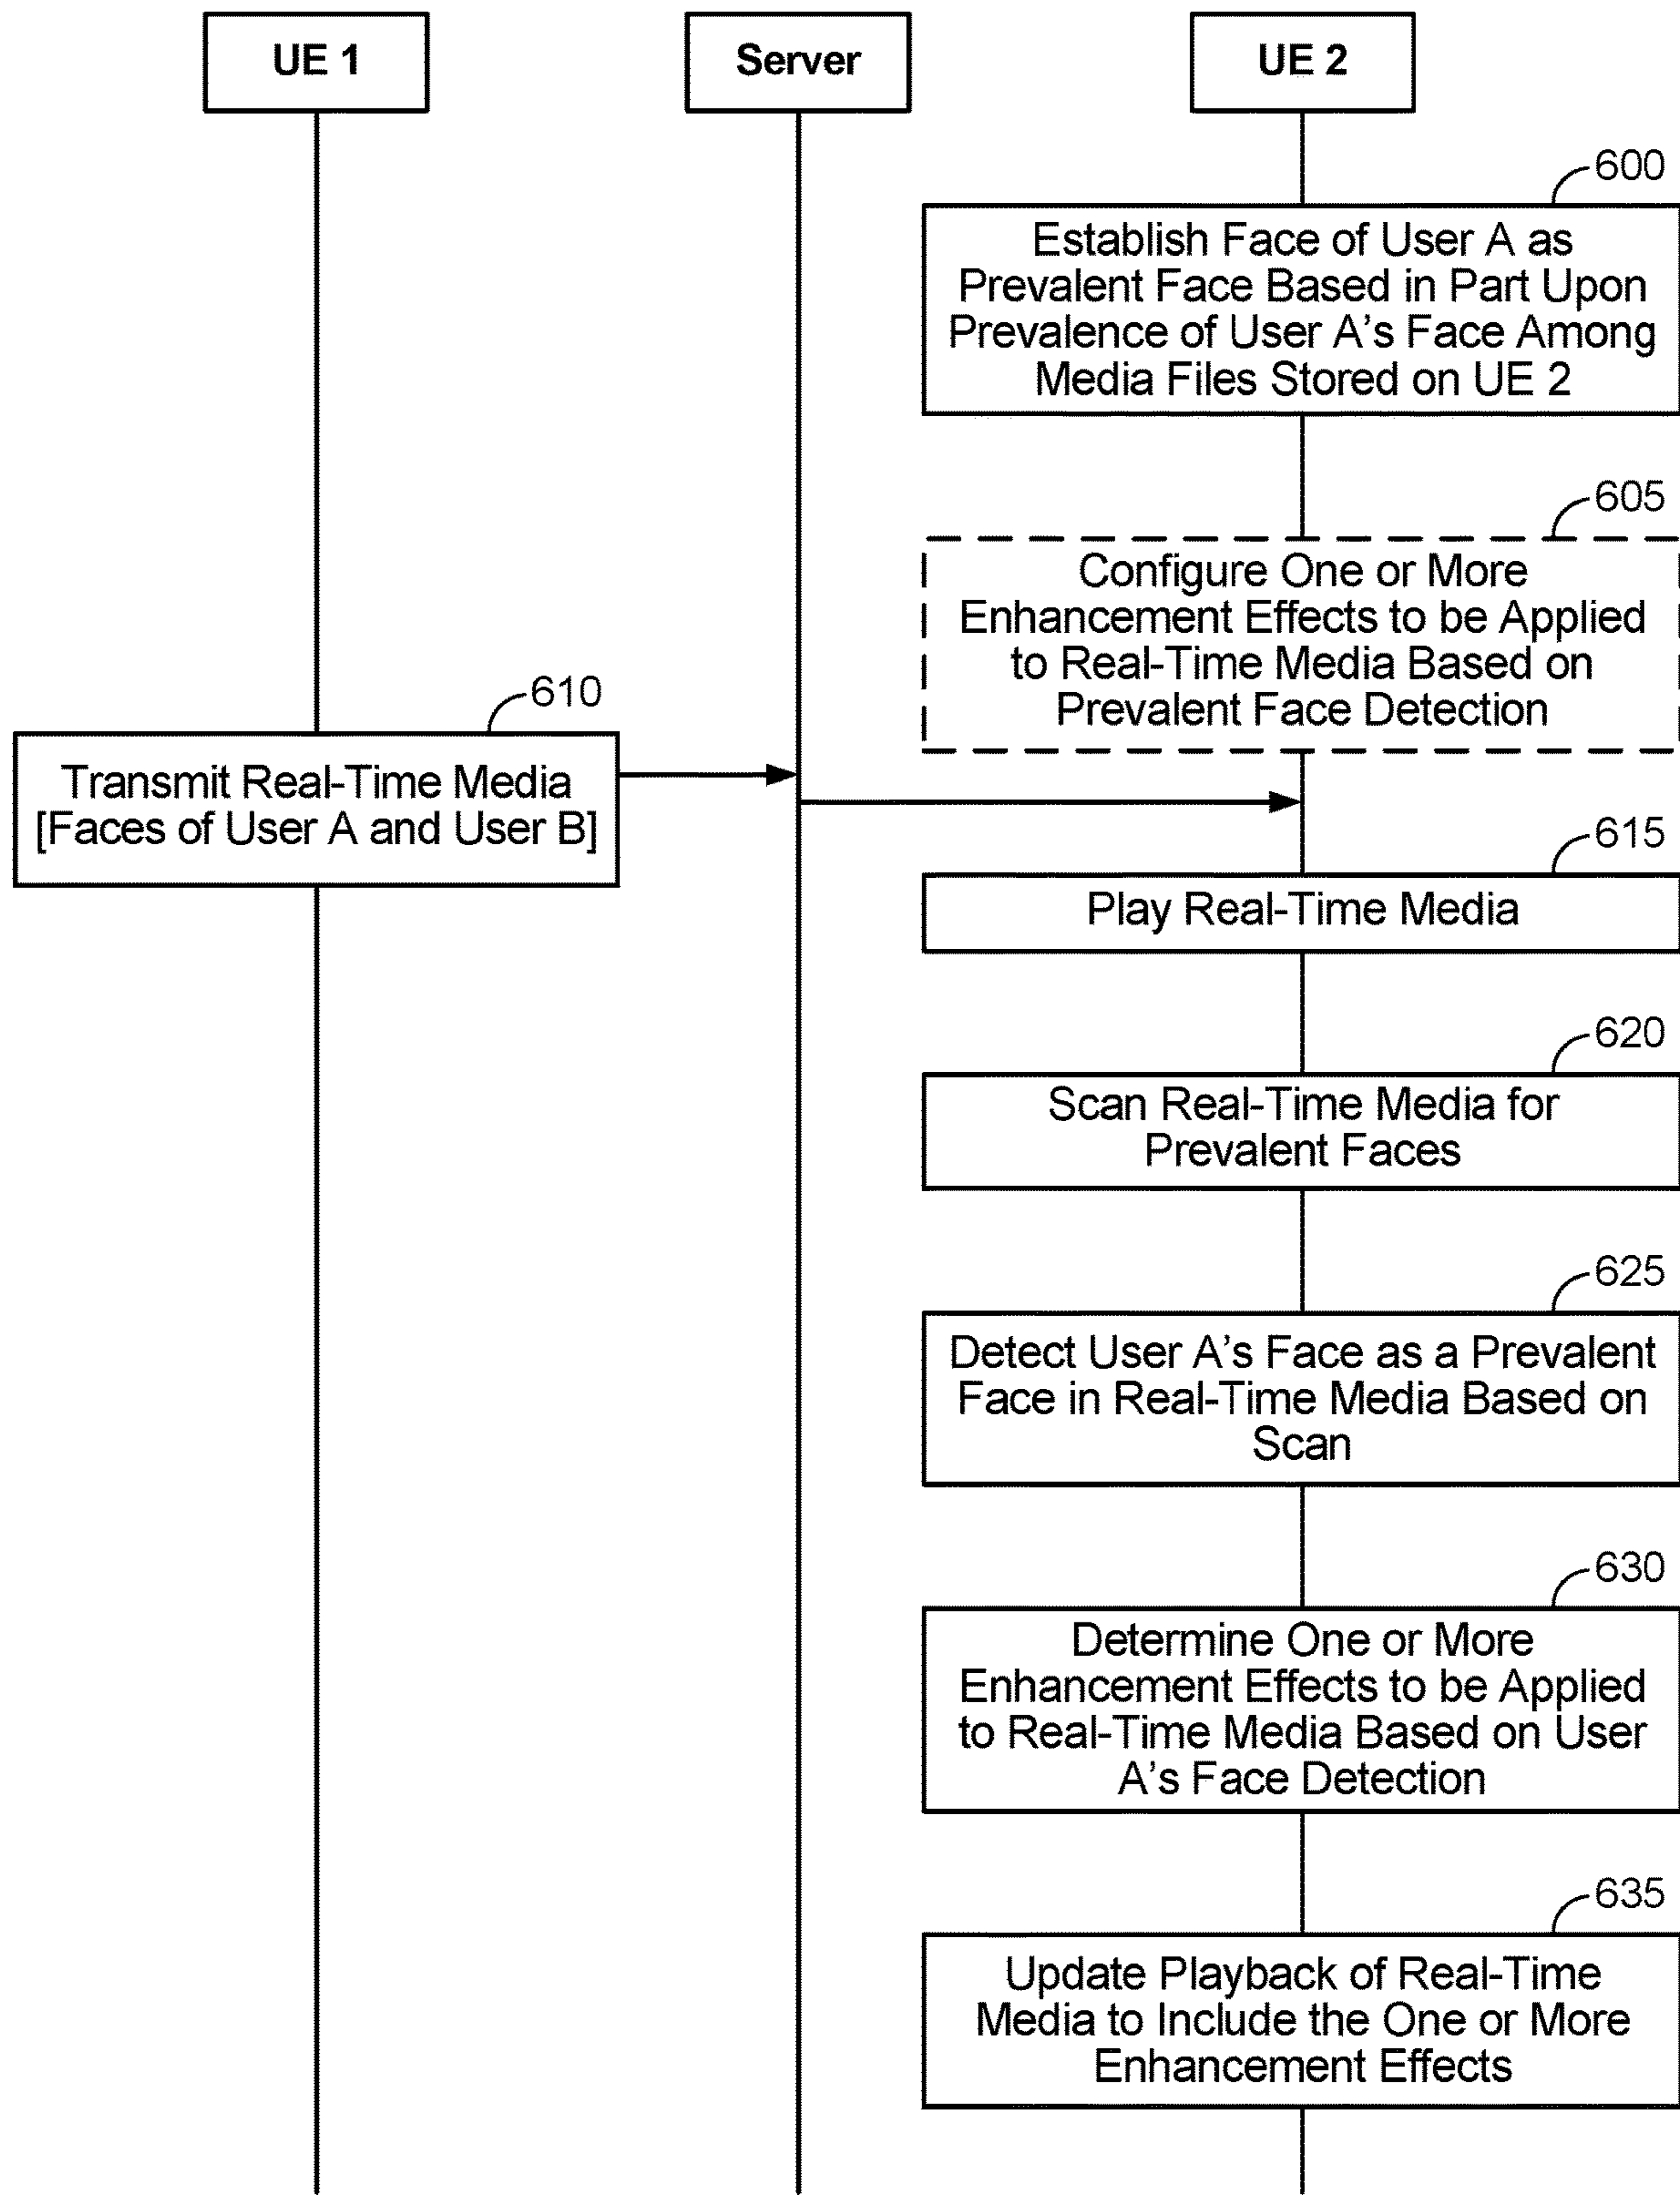 UE 1
Server
UE 2
600
Establish Face of User A as
Prevalent Face Based in Part Upon
Prevalence of User A's Face Among
Media Files Stored on UE 2
605
Configure One or More
Enhancement Effects to be Applied
to Real-Time Media Based on
Prevalent Face Detection
610
Transmit Real-Time Media
[Faces of User A and User B]
615
Play Real-Time Media
620
Scan Real-Time Media for
Prevalent Faces
625
Detect User A's Face as a Prevalent
Face in Real-Time Media Based on
Scan
630
Determine One or More
Enhancement Effects to be Applied
to Real-Time Media Based on User
A's Face Detection
635
Update Playback of Real-Time
Media to Include the One or More
Enhancement Effects